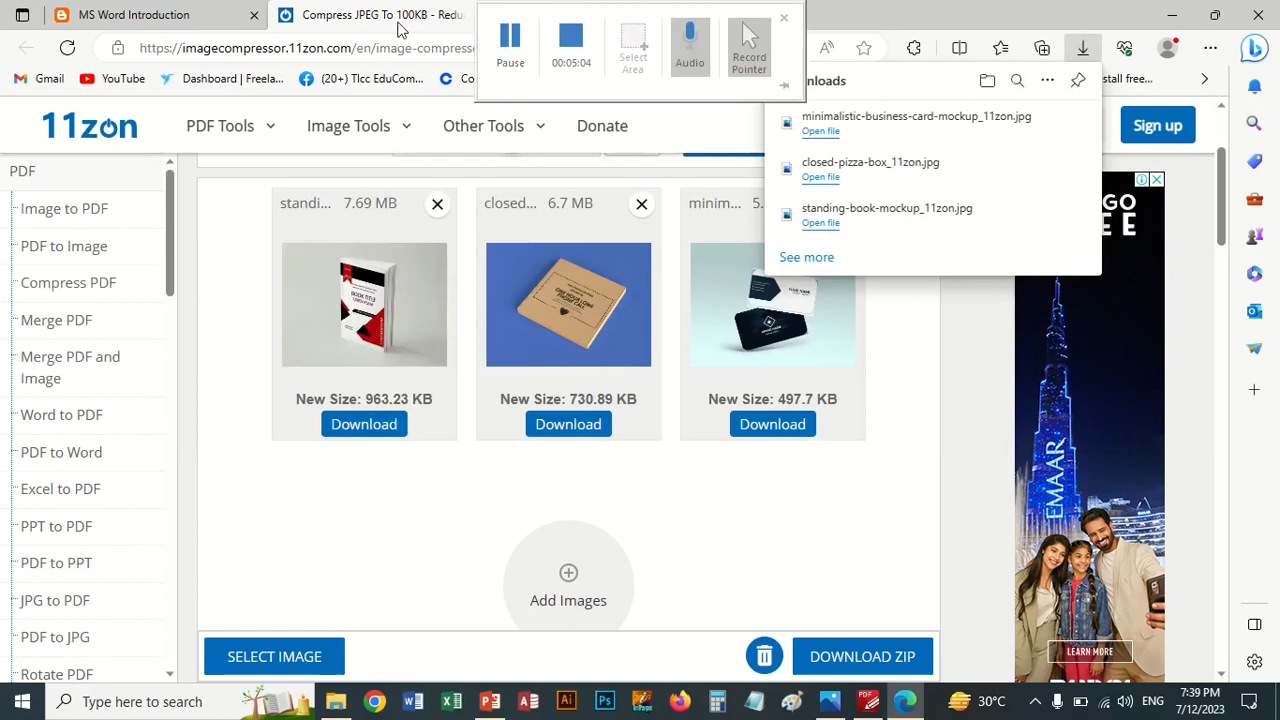 MS Word Introduction
Compress JPEG To 100KB - Redu
https://imagecompressor.11zon.com/en/image-compress
Pause
00:05:04
Select
Area
Audio
Record
Pointer
nloads
minimalistic-business-card-mockup_11zon.jpg
Open file
closed-pizza-box_11zon.jpg
Open file
standing-book-mockup_11zon.jpg
Open file
See more
Gmail
YouTube
Dashboard | Freela...
(20+) Tlcc EduCom...
stall free...
11zon
PDF Tools
Image Tools
Other Tools
Donate
Sign up
PDF
Image to PDF
PDF to Image
Compress PDF
Merge PDF
Merge PDF and
Image
Word to PDF
PDF to Word
Excel to PDF
PPT to PDF
PDF to PPT
JPG to PDF
PDF to JPG
Rotate PDF
standi... 7.69 MB
closed... 6.7 MB
minim... 5.
BOOK TITLE
YOUR NAME
New Size: 963.23 KB
New Size: 730.89 KB
New Size: 497.7 KB
Download
Download
Download
Add Images
SELECT IMAGE
DOWNLOAD ZIP
GO
EE
EMAAR
LEARN MORE
Type here to search
30°C
ENG
7:39 PM
7/12/2023